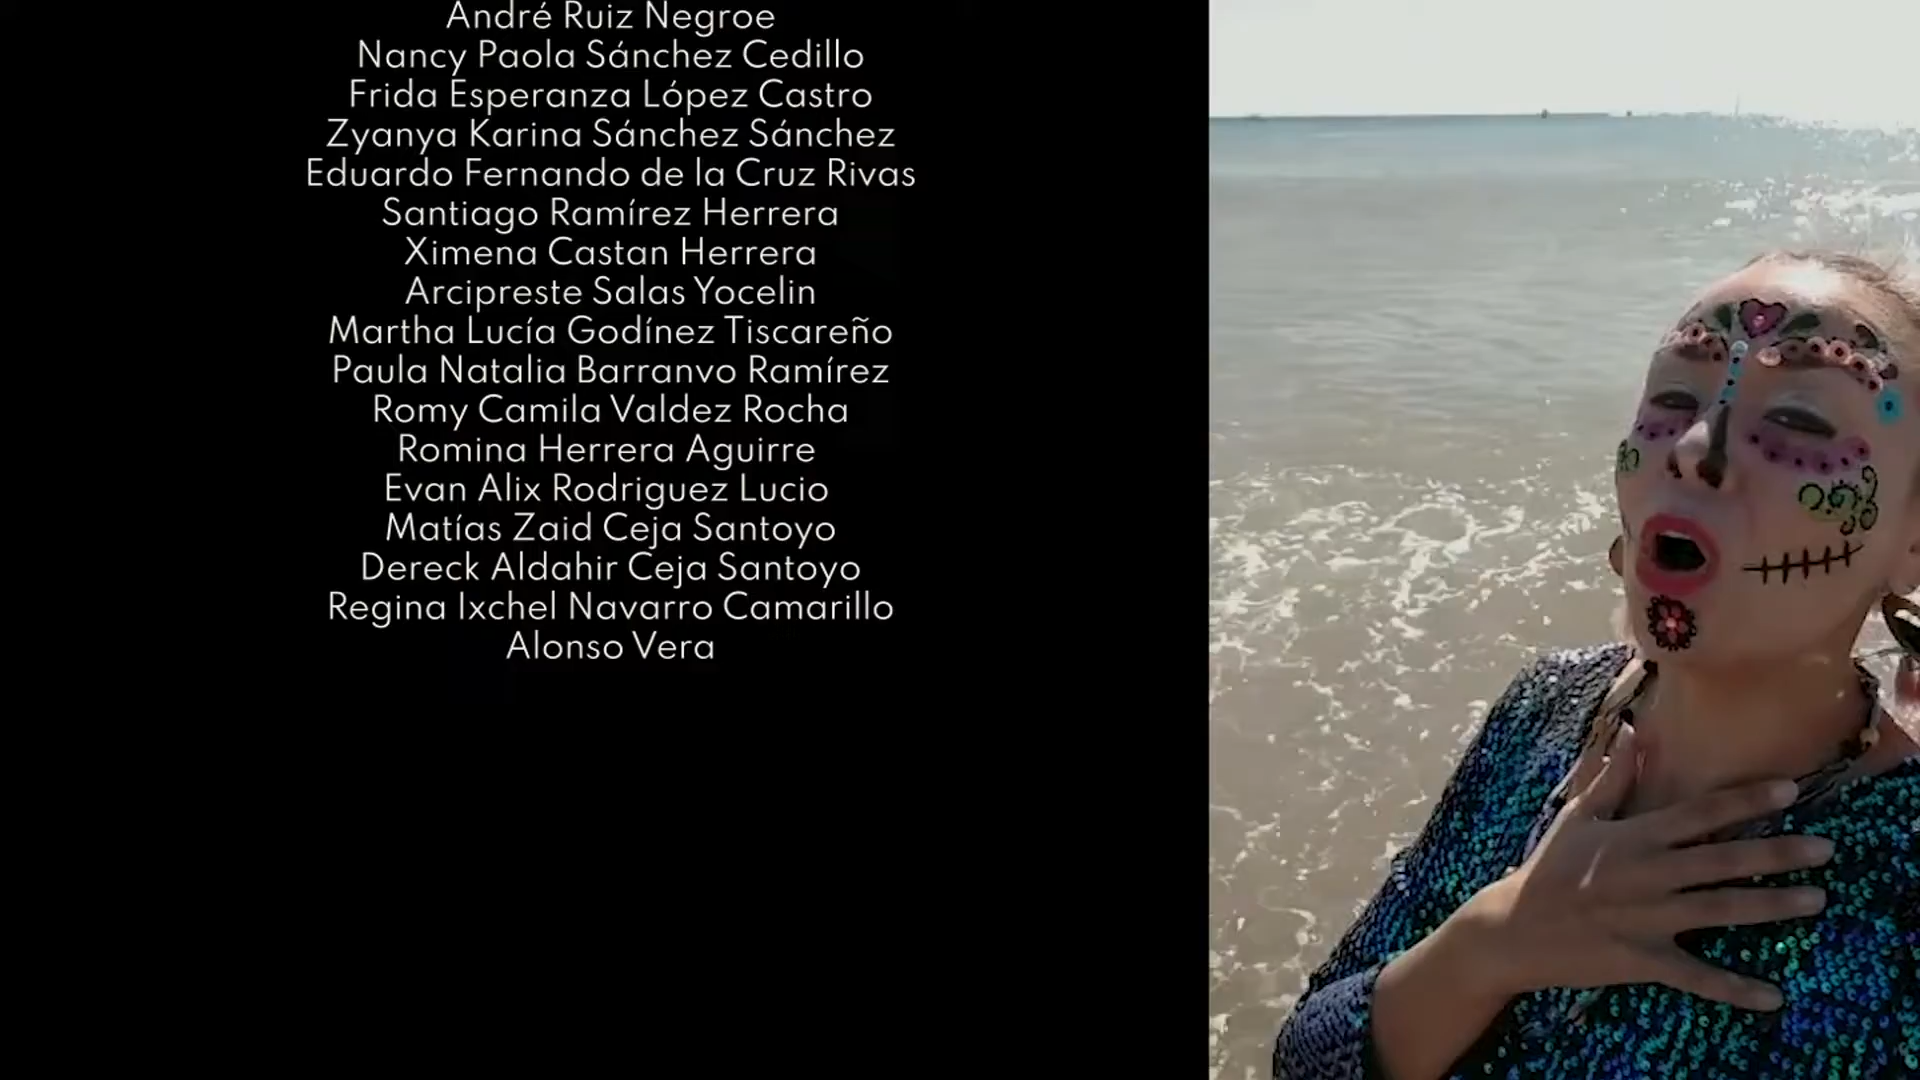 André Ruiz Negroe
Nancy Paola Sánchez Cedillo
Frida Esperanza López Castro
Zyanya Karina Sánchez Sánchez
Eduardo Fernando de la Cruz Rivas
Santiago Ramírez Herrera
Ximena Castan Herrera
Arcipreste Salas Yocelin
Martha Lucía Godínez Tiscareño
Paula Natalia Barranvo Ramírez
Romy Camila Valdez Rocha
Romina Herrera Aguirre
Evan Alix Rodriguez Lucio
Matías Zaid Ceja Santoyo
Dereck Aldahir Ceja Santoyo
Regina Ixchel Navarro Camarillo
Alonso Vera